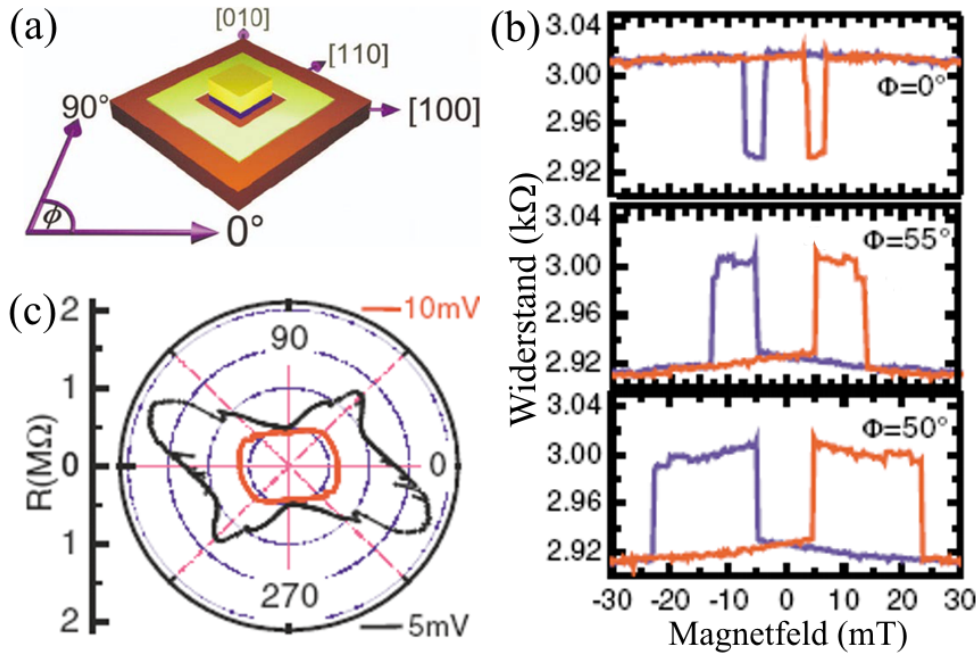 (a)
[010]
[110]
[100]
90°
ϕ
0°
(b)
Widerstand (kΩ)
3.04
3.00
2.96
2.92
Φ=0°
3.04
3.00
2.96
2.92
Φ=55°
3.04
3.00
2.96
2.92
Φ=50°
-30 -20 -10 0 10 20 30
Magnetfeld (mT)
(c)
R(MΩ)
2
1
0
1
2
10mV
90
0
270
5mV